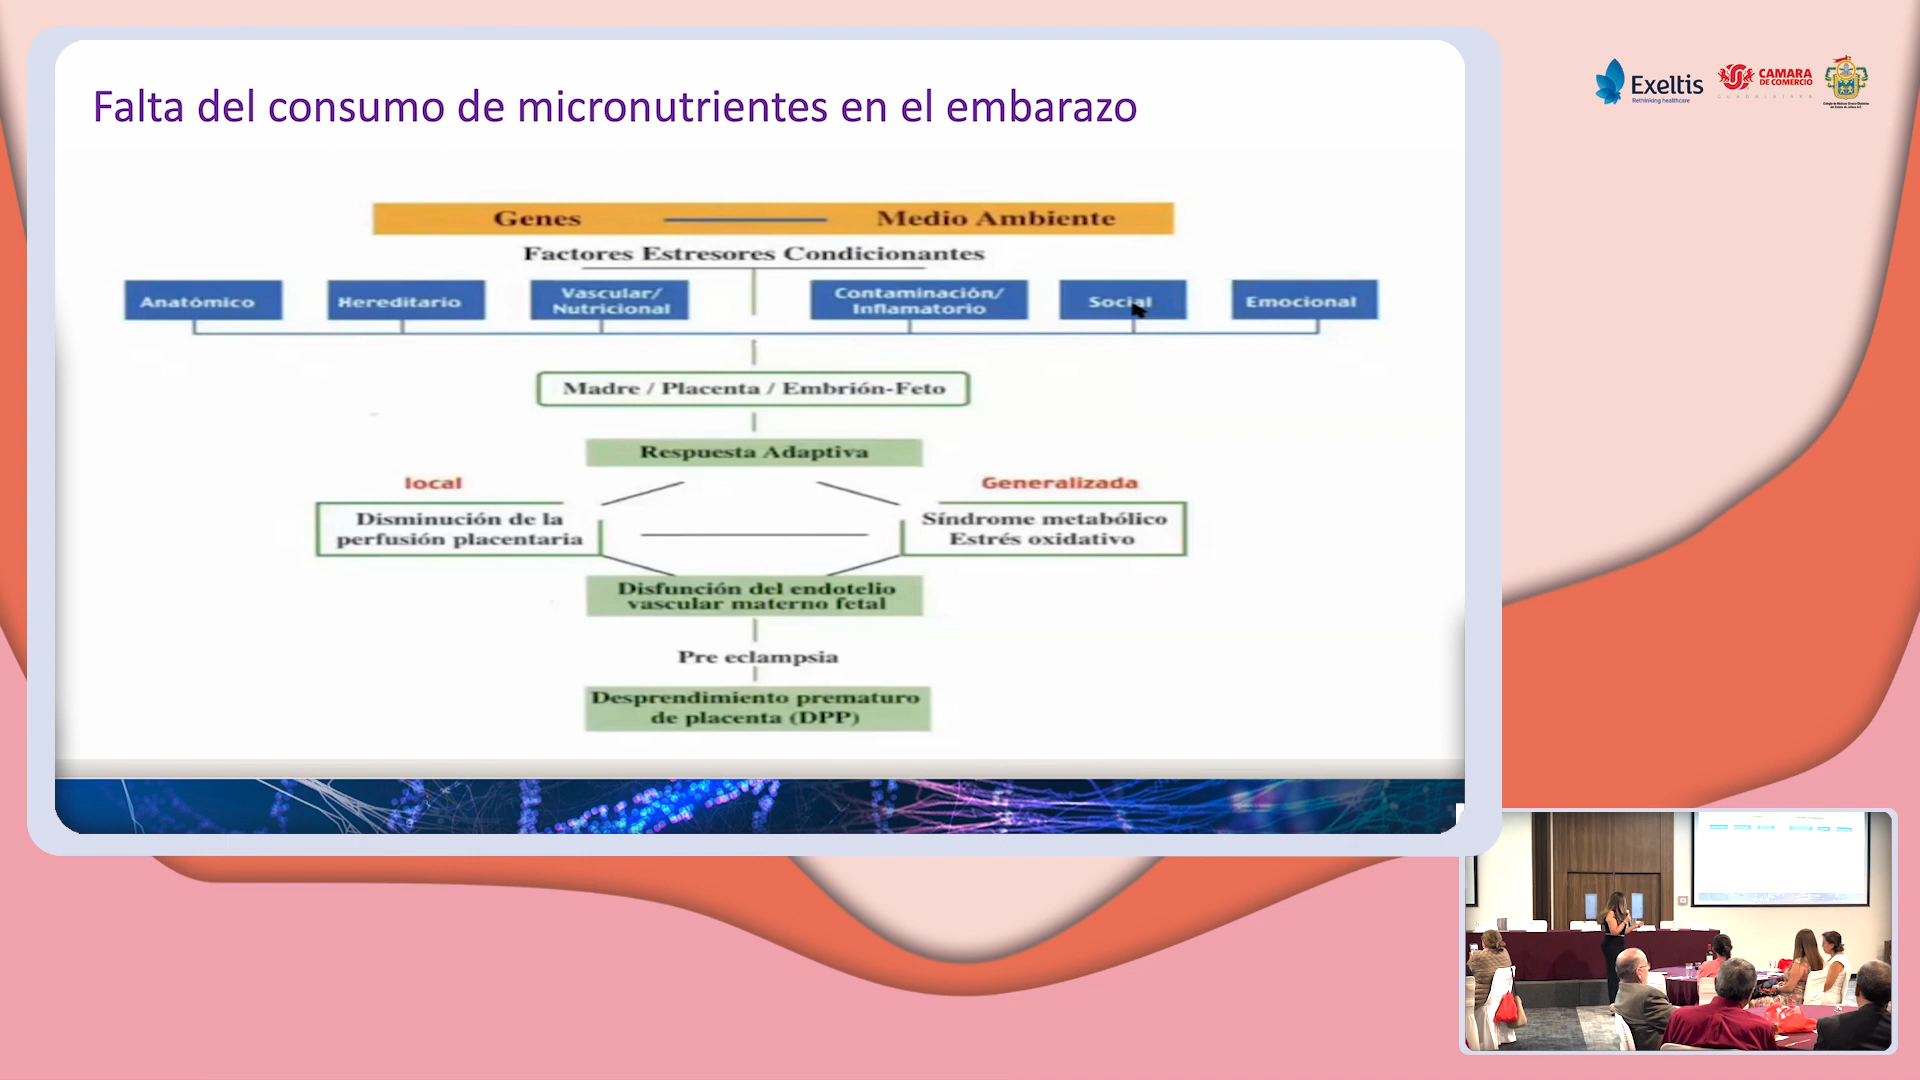 Falta del consumo de micronutrientes en el embarazo
Exeltis
Rethinking healthcare
CAMARA
DE COMERCIO
GUADALAJARA
Genes
Medio Ambiente
Factores Estresores Condicionantes
Anatómico
Hereditario
Vascular/
Nutricional
Contaminación/
Inflamatorio
Social
Emocional
Madre / Placenta / Embrión-Feto
Respuesta Adaptiva
local
Generalizada
Disminución de la
perfusión placentaria
Síndrome metabólico
Estrés oxidativo
Disfunción del endotelio
vascular materno fetal
Pre eclampsia
Desprendimiento prematuro
de placenta (DPP)